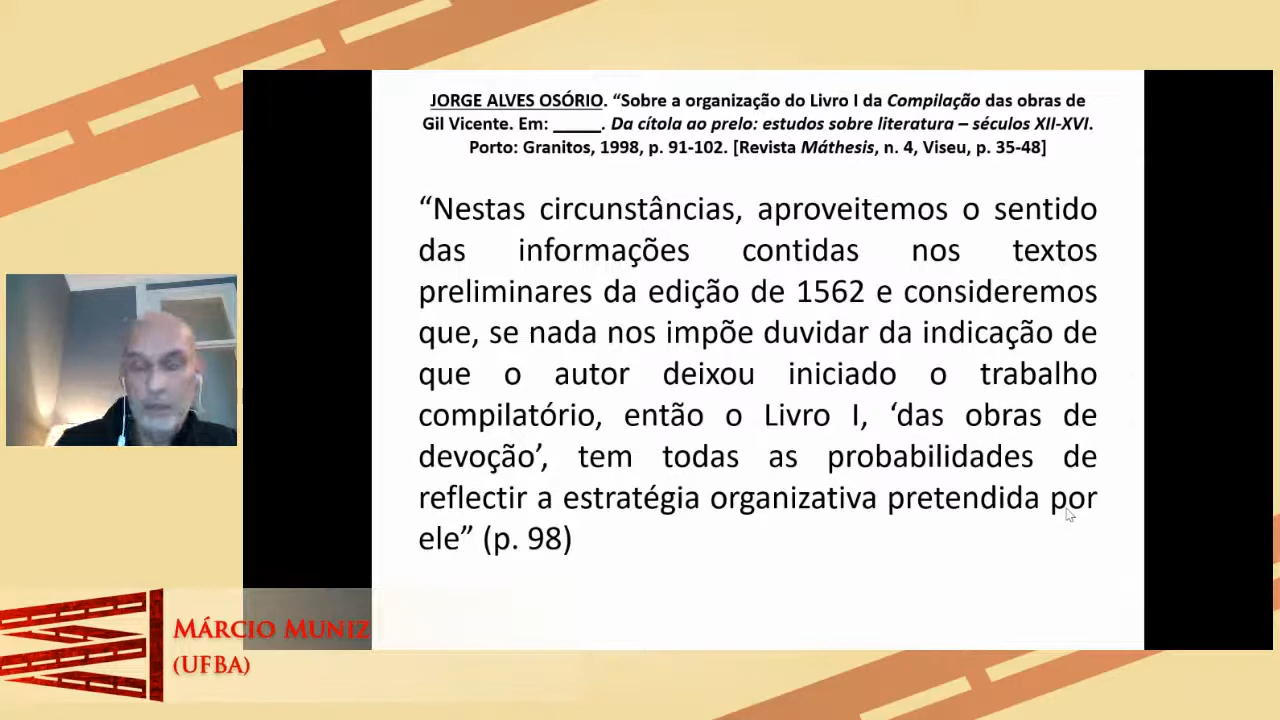 JORGE ALVES OSÓRIO. “Sobre a organização do Livro I da Compilação das obras de
Gil Vicente. Em: _____. Da cítola ao prelo: estudos sobre literatura – séculos XII-XVI.
Porto: Granitos, 1998, p. 91-102. [Revista Máthesis, n. 4, Viseu, p. 35-48]
“Nestas circunstâncias, aproveitemos o sentido
das informações contidas nos textos
preliminares da edição de 1562 e consideremos
que, se nada nos impõe duvidar da indicação de
que o autor deixou iniciado o trabalho
compilatório, então o Livro I, ‘das obras de
devoção’, tem todas as probabilidades de
reflectir a estratégia organizativa pretendida por
ele” (p. 98)
MÁRCIO MUNIZ
(UFBA)